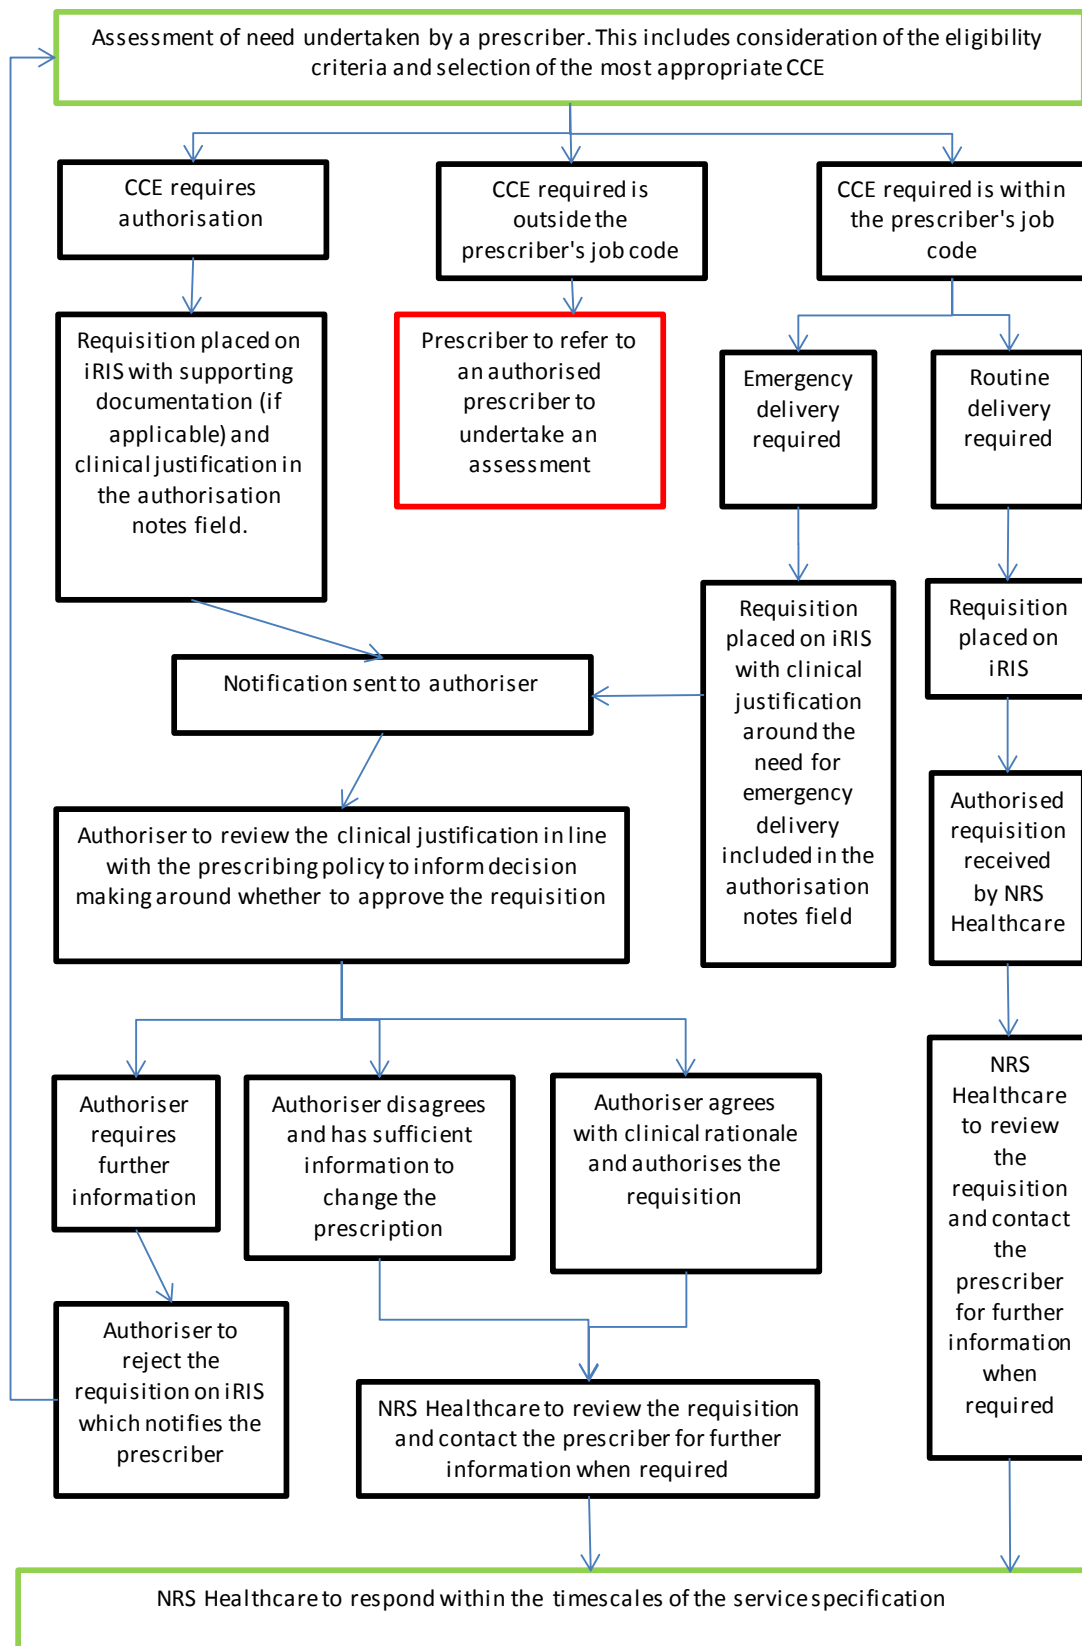 Assessment of need undertaken by a prescriber. This includes consideration of the eligibility
criteria and selection of the most appropriate CCE
CCE requires
authorisation
CCE required is
outside the
prescriber's job code
CCE required is within
the prescriber's job
code
Requisition placed on
iRIS with supporting
documentation (if
applicable) and
clinical justification in
the authorisation
notes field.
Prescriber to refer to
an authorised
prescriber to
undertake an
assessment
Emergency
delivery
required
Routine
delivery
required
Requisition
placed on iRIS
with clinical
justification
around the
need for
emergency
delivery
included in the
authorisation
notes field
Requisition
placed on
iRIS
Notification sent to authoriser
Authorised
requisition
received
by NRS
Healthcare
Authoriser to review the clinical justification in line
with the prescribing policy to inform decision
making around whether to approve the requisition
Authoriser
requires
further
information
Authoriser disagrees
and has sufficient
information to
change the
prescription
Authoriser agrees
with clinical rationale
and authorises the
requisition
NRS
Healthcare
to review
the
requisition
and contact
the
prescriber
for further
information
when
required
Authoriser to
reject the
requisition on iRIS
which notifies the
prescriber
NRS Healthcare to review the requisition
and contact the prescriber for further
information when required
NRS Healthcare to respond within the timescales of the service specification